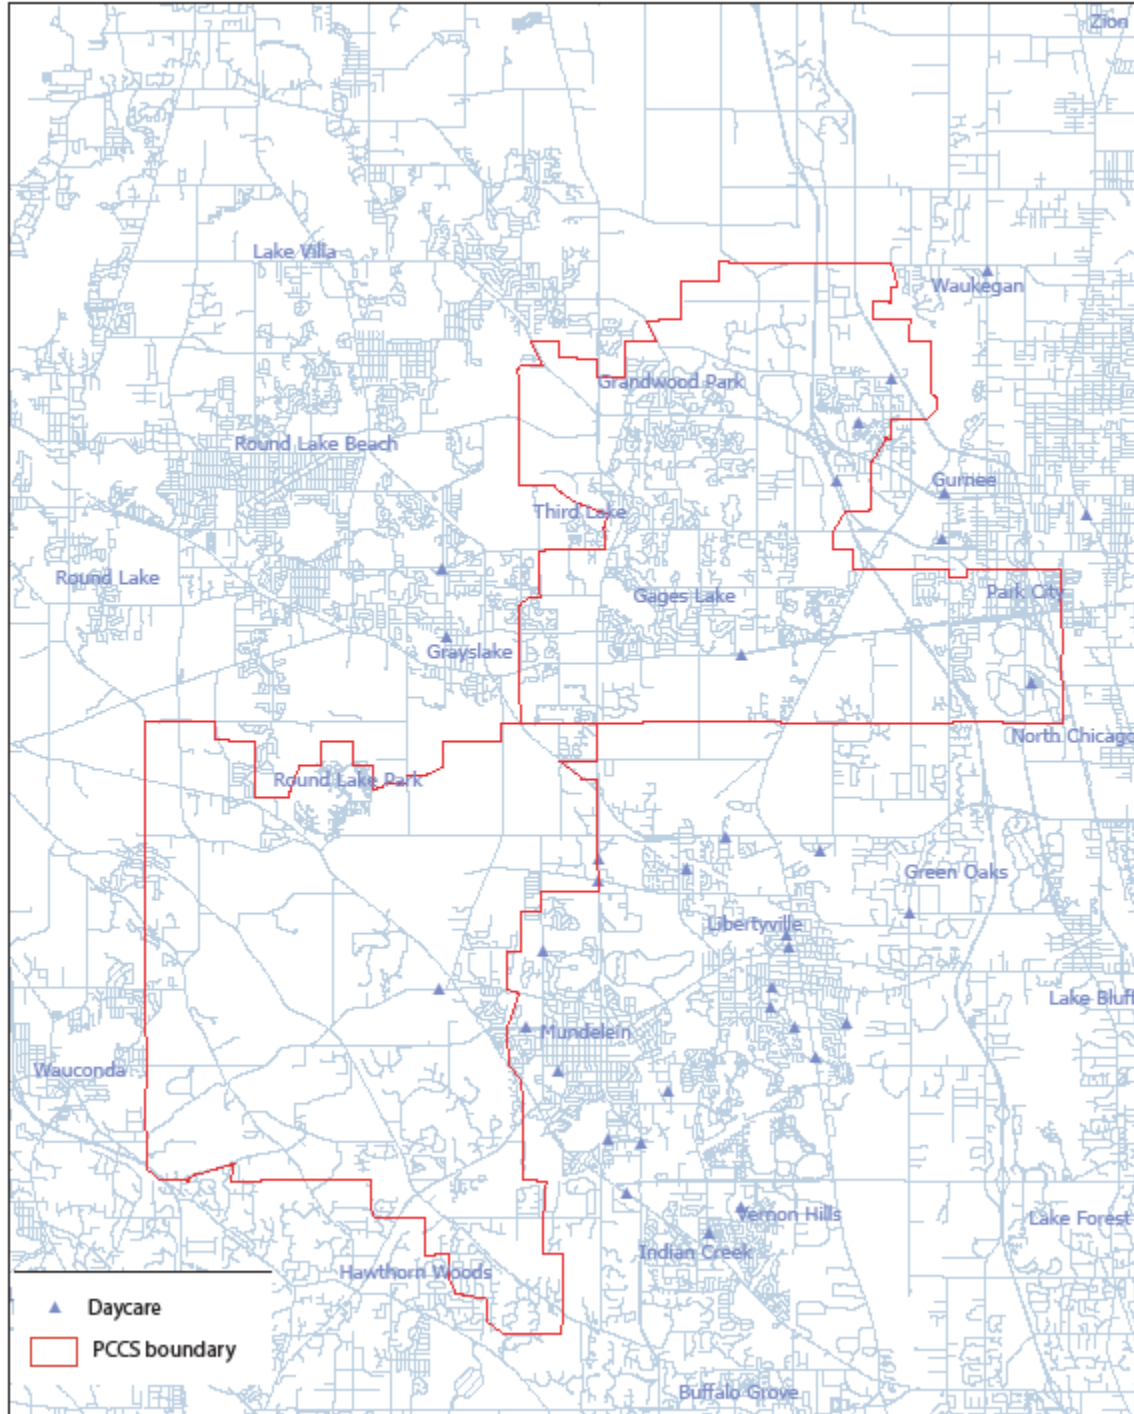 Zion
Lake Villa
Waukegan
Grandwood Park
Round Lake Beach
Gurnee
Third Lake
Round Lake
Park City
Gages Lake
Grayslake
North Chicago
Round Lake Park
Green Oaks
Libertyville
Lake Bluff
Mundelein
Wauconda
Vernon Hills
Lake Forest
Indian Creek
Hawthorn Woods
Daycare
PCCS boundary
Buffalo Grove